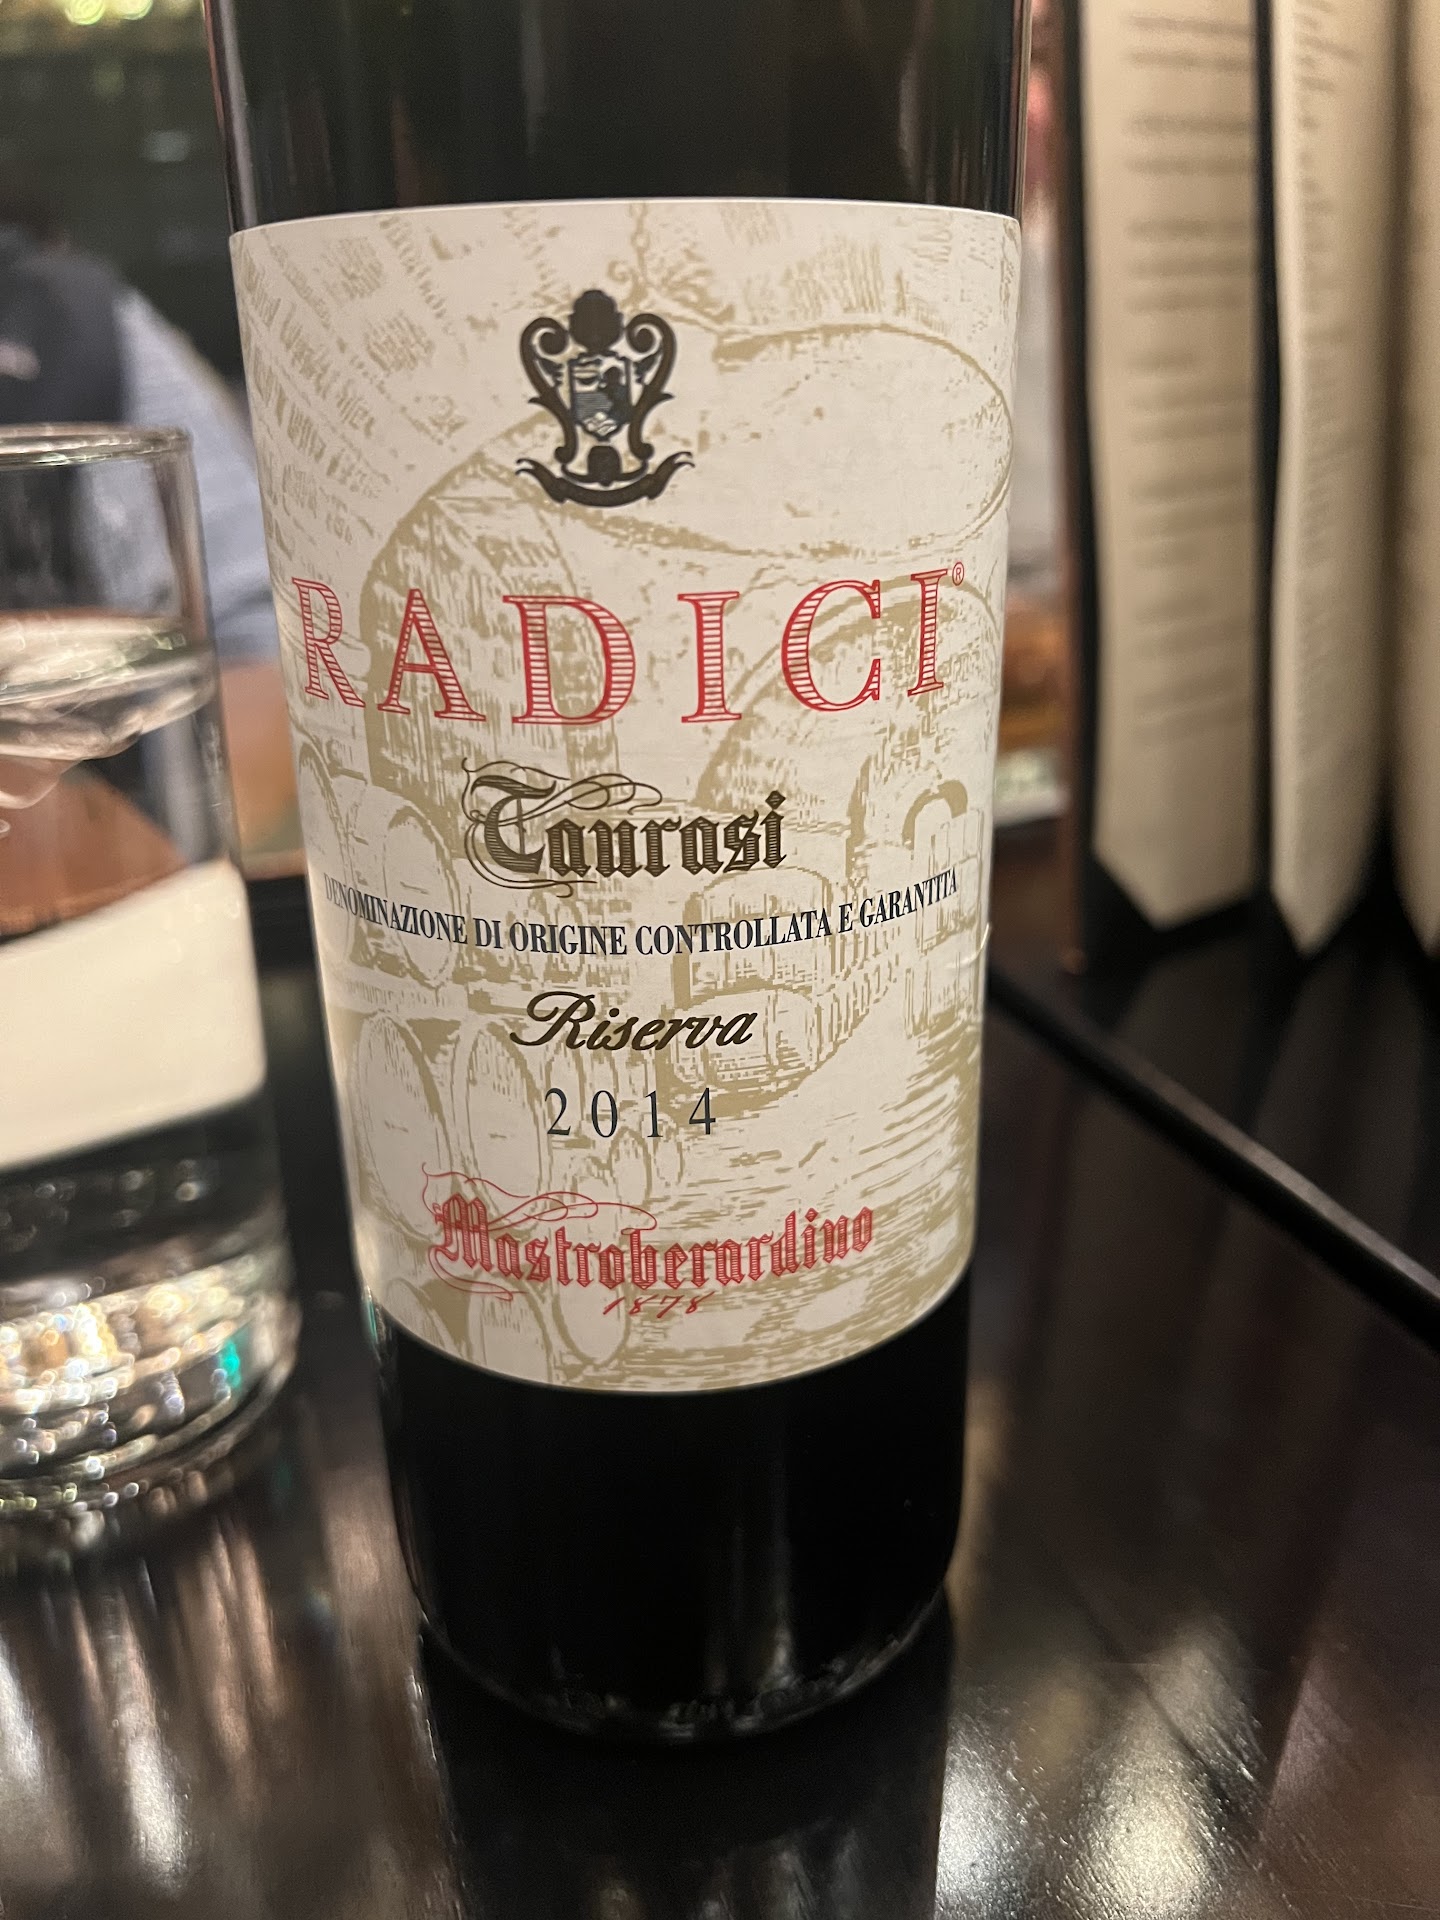 RADICI®
Taurasi
DENOMINAZIONE DI ORIGINE CONTROLLATA E GARANTITA
Riserva
2014
Mastroberardino
1878